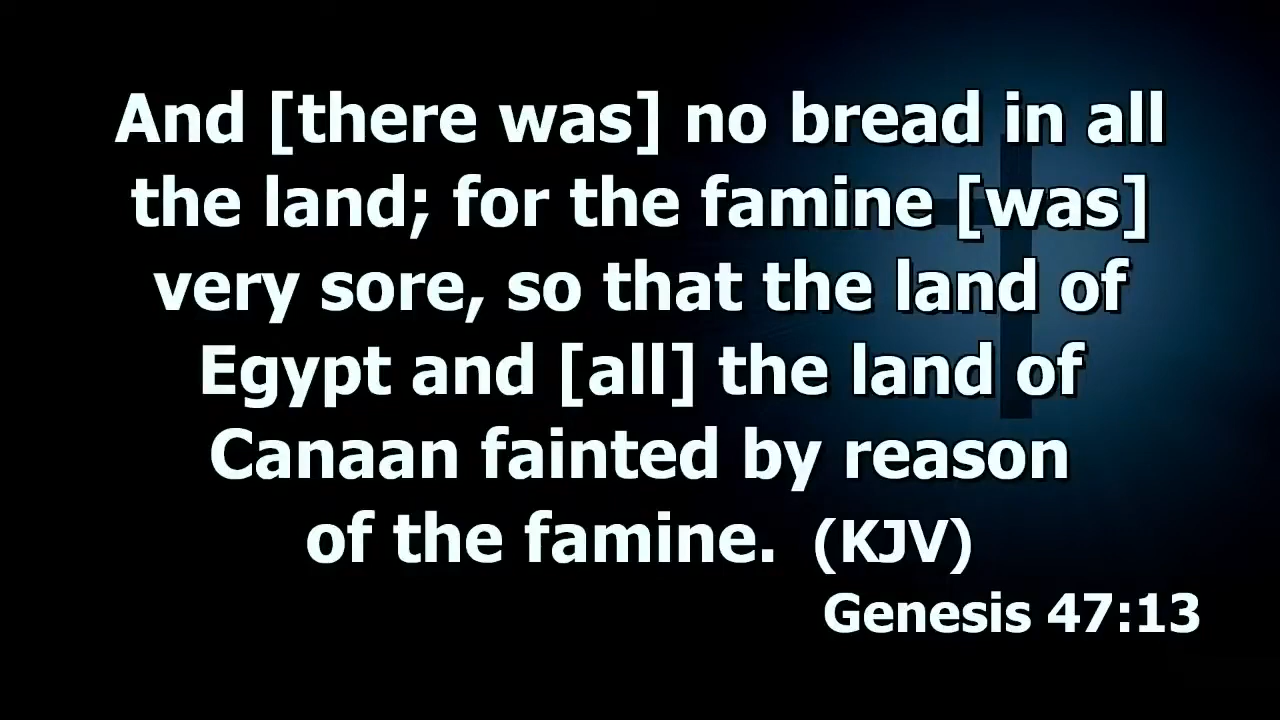 And [there was] no bread in all
the land; for the famine [was]
very sore, so that the land of
Egypt and [all] the land of
Canaan fainted by reason
of the famine. (KJV)
Genesis 47:13